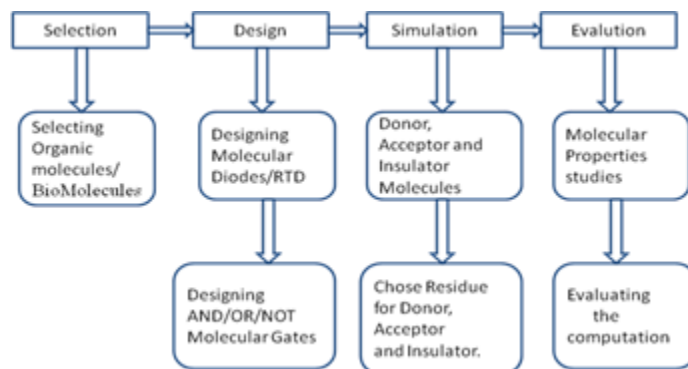 Selection
Design
Simulation
Evalution
Selecting
Organic
molecules/
BioMolecules
Designing
Molecular
Diodes/RTD
Donor,
Acceptor and
Insulator
Molecules
Molecular
Properties
studies
Designing
AND/OR/NOT
Molecular Gates
Chose Residue
for Donor,
Acceptor
and Insulator.
Evaluating
the
computation